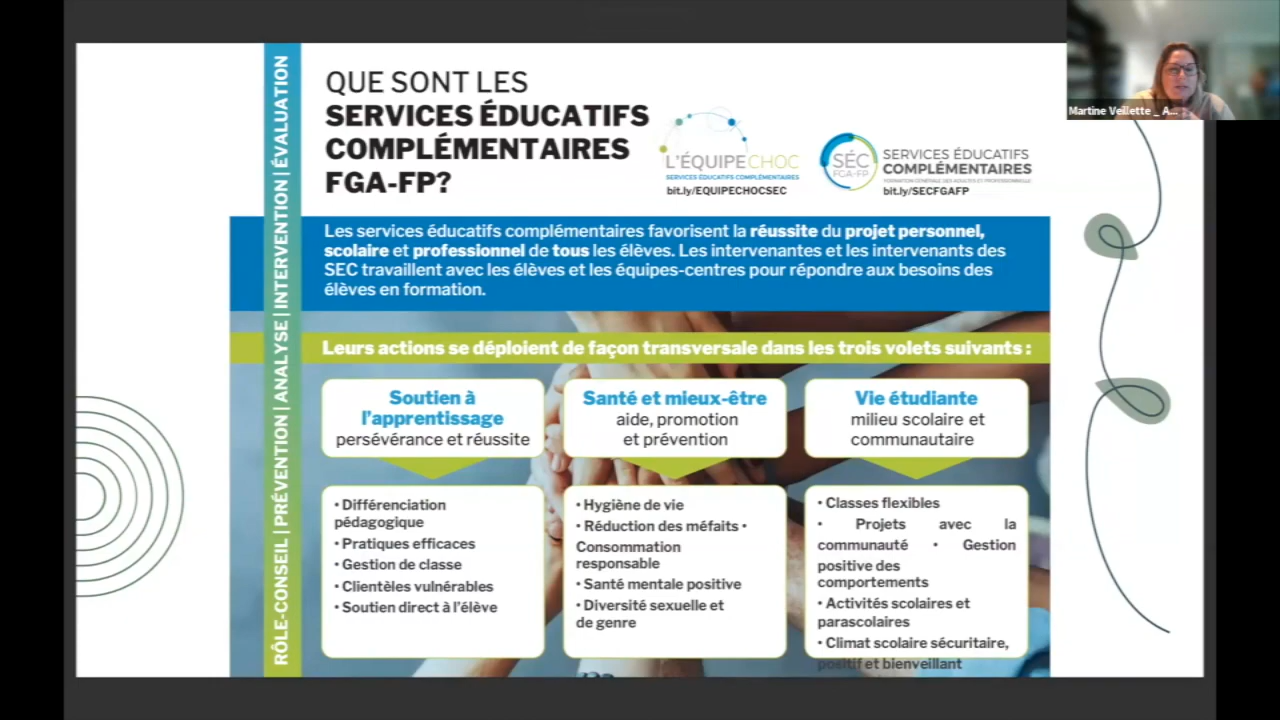 Martine Veillette _ A...
RÔLE-CONSEIL | PRÉVENTION | ANALYSE | INTERVENTION | ÉVALUATION
QUE SONT LES
SERVICES ÉDUCATIFS
COMPLÉMENTAIRES
FGA-FP?
L'ÉQUIPECHOC
SERVICES ÉDUCATIFS COMPLÉMENTAIRES
bit.ly/EQUIPECHOCSEC
SÉC
FGA-FP
SERVICES ÉDUCATIFS
COMPLÉMENTAIRES
FORMATION GÉNÉRALE DES ADULTES ET PROFESSIONNELLE
bit.ly/SECFGAFP
Les services éducatifs complémentaires favorisent la réussite du projet personnel,
scolaire et professionnel de tous les élèves. Les intervenantes et les intervenants des
SEC travaillent avec les élèves et les équipes-centres pour répondre aux besoins des
élèves en formation.
Leurs actions se déploient de façon transversale dans les trois volets suivants :
Soutien à
l'apprentissage
persévérance et réussite
• Différenciation
pédagogique
• Pratiques efficaces
• Gestion de classe
• Clientèles vulnérables
• Soutien direct à l'élève
Santé et mieux-être
aide, promotion
et prévention
• Hygiène de vie
• Réduction des méfaits •
Consommation
responsable
• Santé mentale positive
• Diversité sexuelle et
de genre
Vie étudiante
milieu scolaire et
communautaire
• Classes flexibles
• Projets avec la
communauté • Gestion
positive des
comportements
• Activités scolaires et
parascolaires
• Climat scolaire sécuritaire,
positif et bienveillant